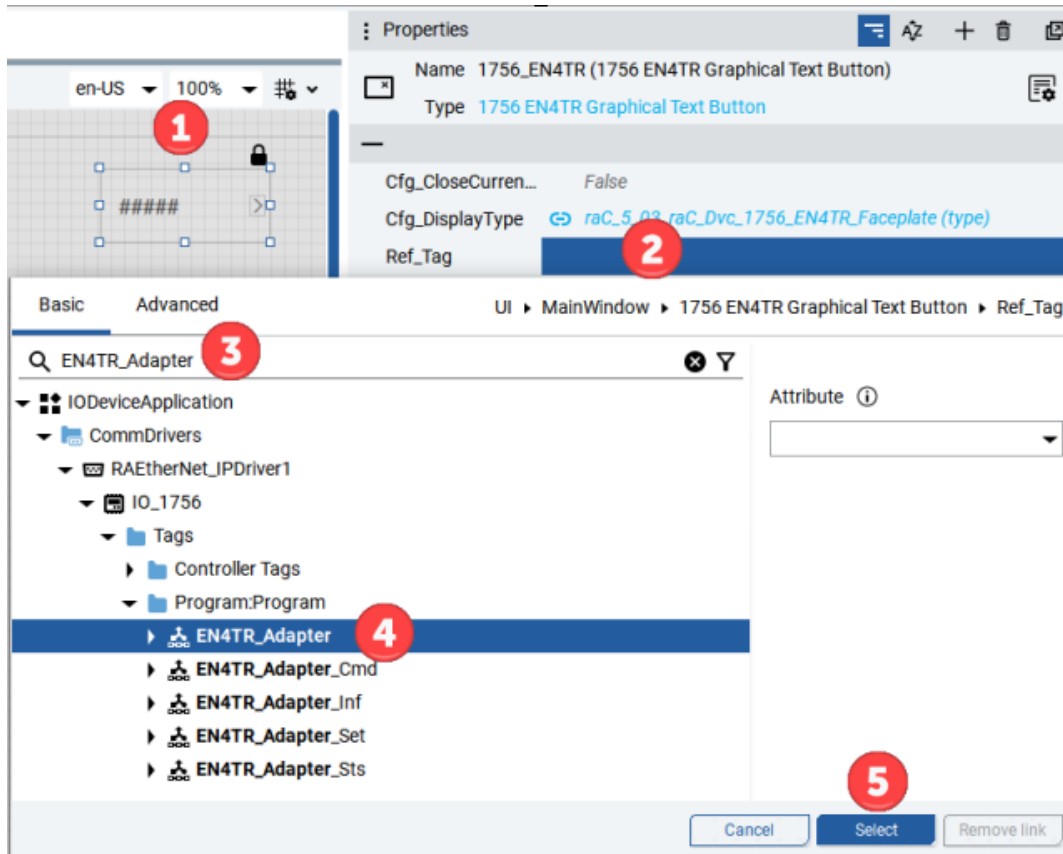 Properties
Name 1756_EN4TR (1756 EN4TR Graphical Text Button)
Type 1756 EN4TR Graphical Text Button
en-US 100%
1
#####
Cfg_CloseCurren... False
Cfg_DisplayType raC_5_03_raC_Dvc_1756_EN4TR_Faceplate (type)
2
Ref_Tag
Basic Advanced UI MainWindow 1756 EN4TR Graphical Text Button Ref_Tag
EN4TR_Adapter 3
Attribute
IODeviceApplication
CommDrivers
RAEtherNet_IPDriver1
IO_1756
Tags
Controller Tags
Program:Program
EN4TR_Adapter 4
EN4TR_Adapter_Cmd
EN4TR_Adapter_Inf
EN4TR_Adapter_Set
EN4TR_Adapter_Sts
5
Cancel Select Remove link